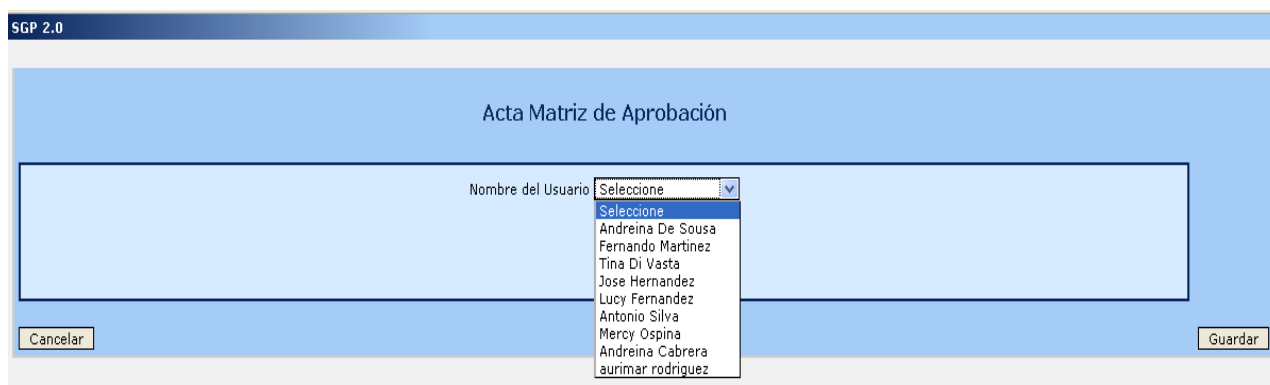 SGP 2.0
Acta Matriz de Aprobación
Nombre del Usuario Seleccione
Seleccione
Andreina De Sousa
Fernando Martinez
Tina Di Vasta
Jose Hernandez
Lucy Fernandez
Antonio Silva
Mercy Ospina
Andreina Cabrera
aurimar rodriguez
Cancelar Guardar